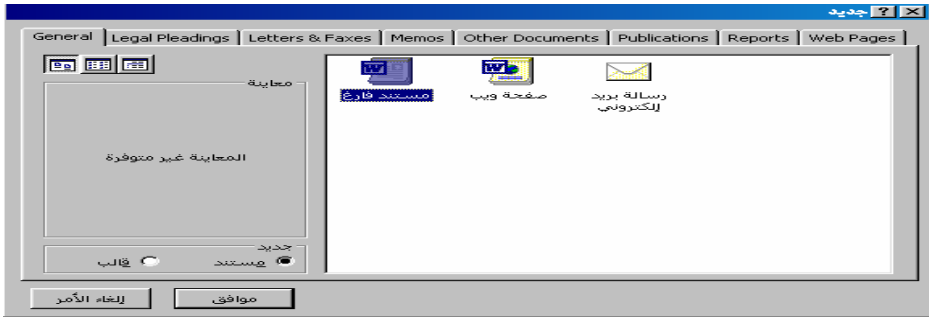 جديد
General Legal Pleadings Letters & Faxes Memos Other Documents Publications Reports Web Pages
معاينة
المعاينة غير متوفرة
مستند فارغ
صفحة ويب
رسالة بريد
إلكتروني
جديد
مستند
قالب
موافق
إلغاء الأمر